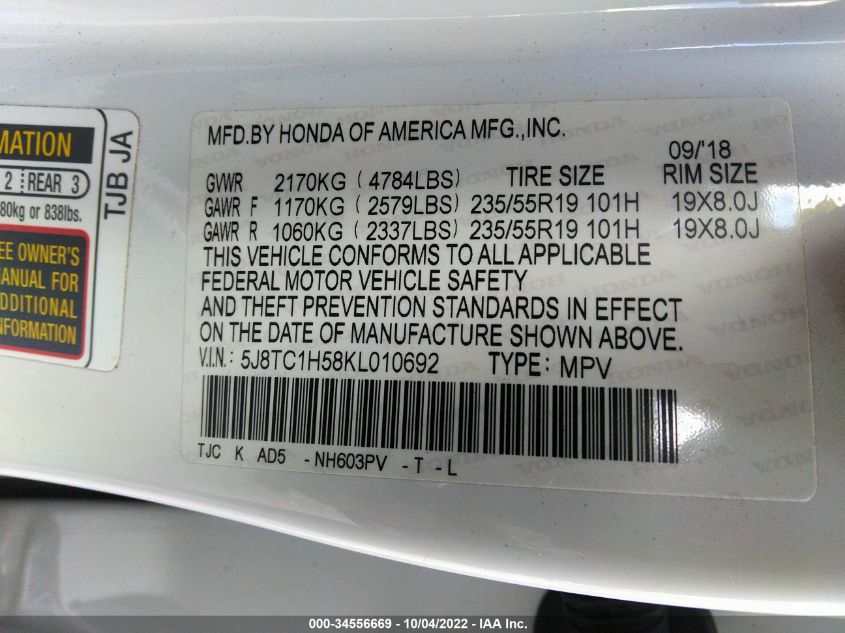 MATION
2 REAR 3
80kg or 838lbs.
EE OWNER'S
MANUAL FOR
ADDITIONAL
INFORMATION
TJB JA
MFD.BY HONDA OF AMERICA MFG.,INC.
09/'18
GVWR 2170KG ( 4784LBS) TIRE SIZE RIM SIZE
GAWR F 1170KG ( 2579LBS) 235/55R19 101H 19X8.0J
GAWR R 1060KG ( 2337LBS) 235/55R19 101H 19X8.0J
THIS VEHICLE CONFORMS TO ALL APPLICABLE
FEDERAL MOTOR VEHICLE SAFETY
AND THEFT PREVENTION STANDARDS IN EFFECT
ON THE DATE OF MANUFACTURE SHOWN ABOVE.
V.I.N.: 5J8TC1H58KL010692 TYPE: MPV
TJC K AD5 - NH603PV - T - L
000-34556669 - 10/04/2022 - IAA Inc.